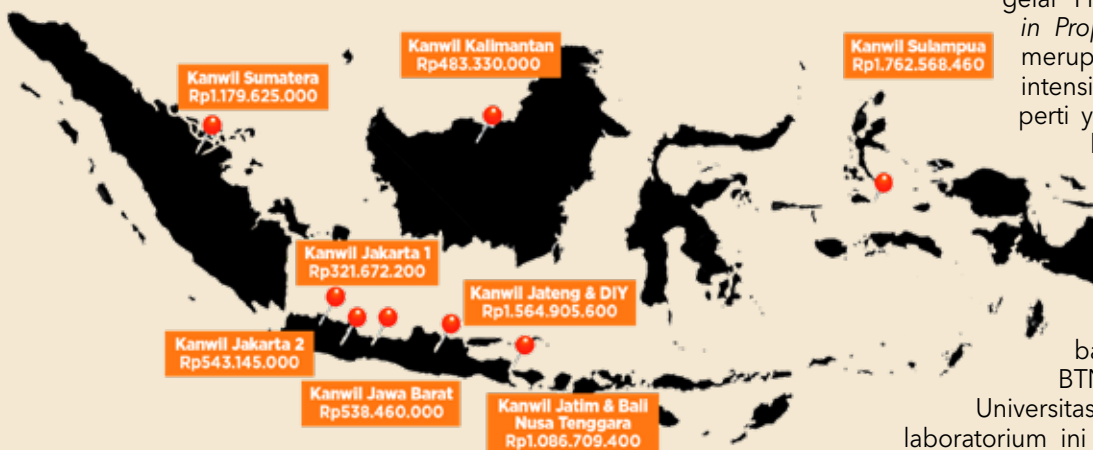 Kanwil Sumatera
Rp1.179.625.000
Kanwil Kalimantan
Rp483.330.000
Kanwil Sulampua
Rp1.762.568.460
Kanwil Jakarta 1
Rp321.672.200
Kanwil Jateng & DIY
Rp1.564.905.600
Kanwil Jakarta 2
Rp543.145.000
Kanwil Jawa Barat
Rp538.460.000
Kanwil Jatim & Bali
Nusa Tenggara
Rp1.086.709.400
gelar
in
merup
intensi
perti y
ba
BTN
Universitas
laboratorium ini